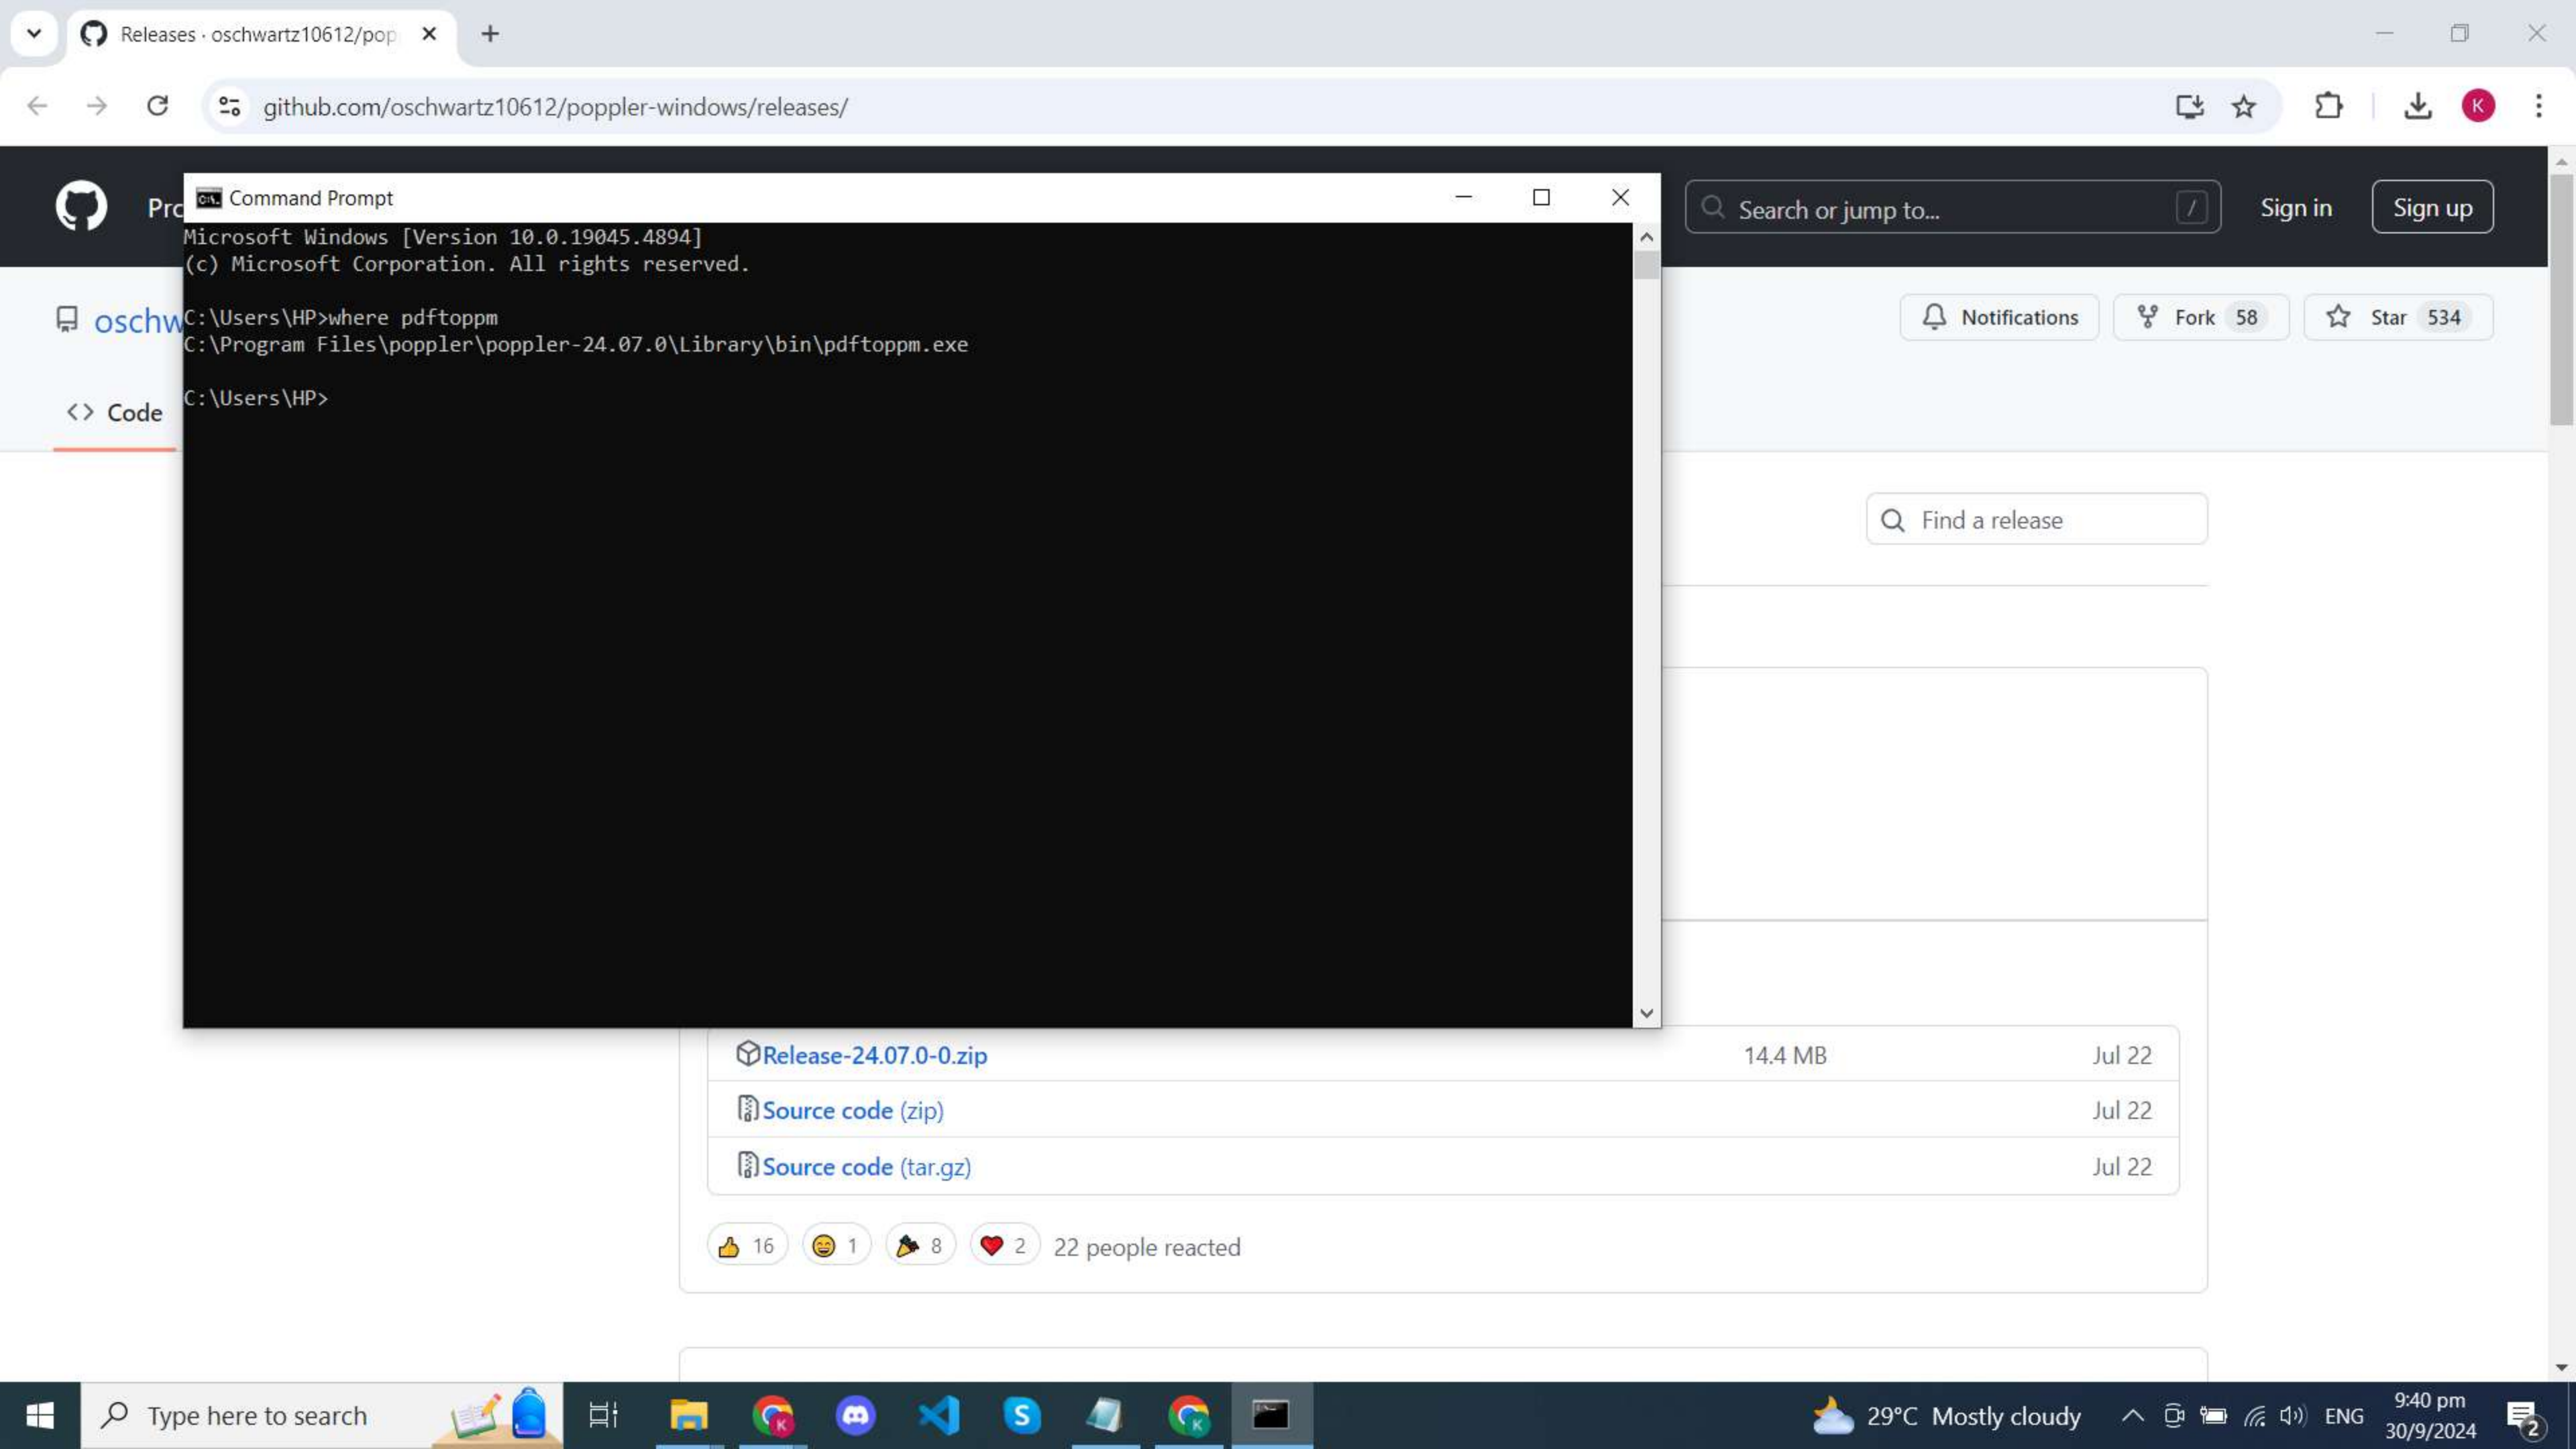 Releases · oschwartz10612/pop
github.com/oschwartz10612/poppler-windows/releases/
K
Pro
Command Prompt
Search or jump to...
/
Sign in
Sign up
Microsoft Windows [Version 10.0.19045.4894]
(c) Microsoft Corporation. All rights reserved.
oschw
C:\Users\HP>where pdftoppm
C:\Program Files\poppler\poppler-24.07.0\Library\bin\pdftoppm.exe
Notifications
Fork 58
Star 534
Code
C:\Users\HP>
Find a release
Release-24.07.0-0.zip 14.4 MB Jul 22
Source code (zip) Jul 22
Source code (tar.gz) Jul 22
16 1 8 2 22 people reacted
Type here to search
29°C Mostly cloudy
ENG
9:40 pm
30/9/2024
2